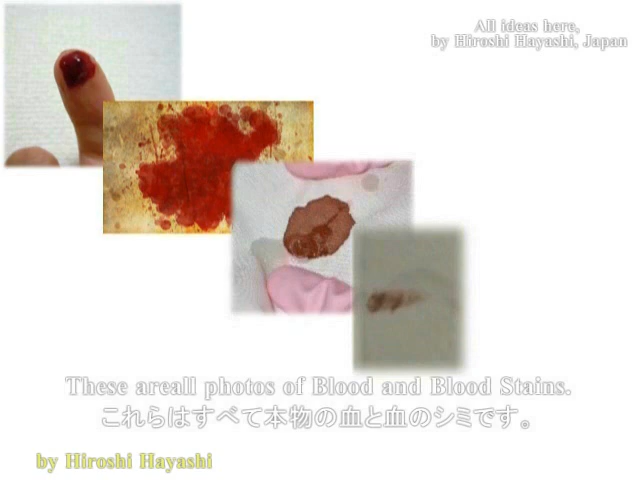 All ideas here,
by Hiroshi Hayashi, Japan
These areall photos of Blood and Blood Stains.
これらはすべて本物の血と血のシミです。
by Hiroshi Hayashi